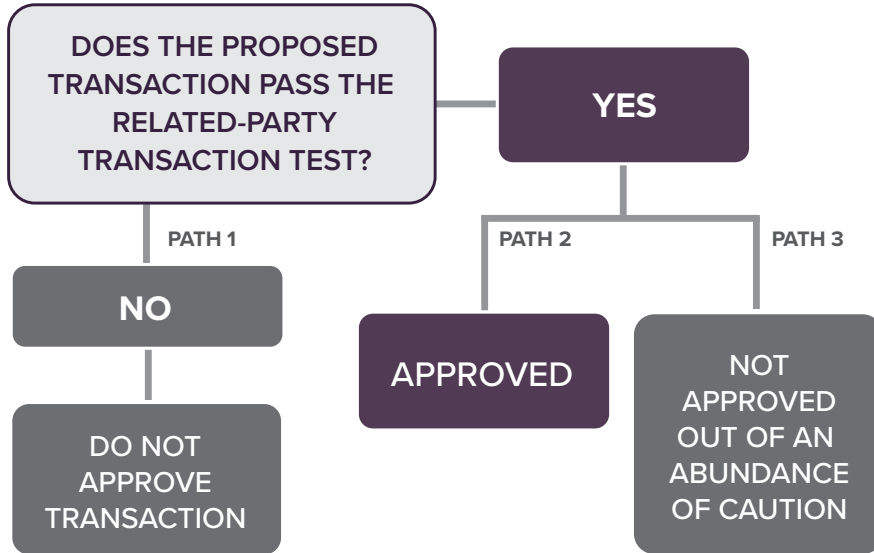 DOES THE PROPOSED
TRANSACTION PASS THE
RELATED-PARTY
TRANSACTION TEST?
YES
PATH 1
PATH 2
PATH 3
NO
APPROVED
NOT
APPROVED
OUT OF AN
ABUNDANCE
OF CAUTION
DO NOT
APPROVE
TRANSACTION